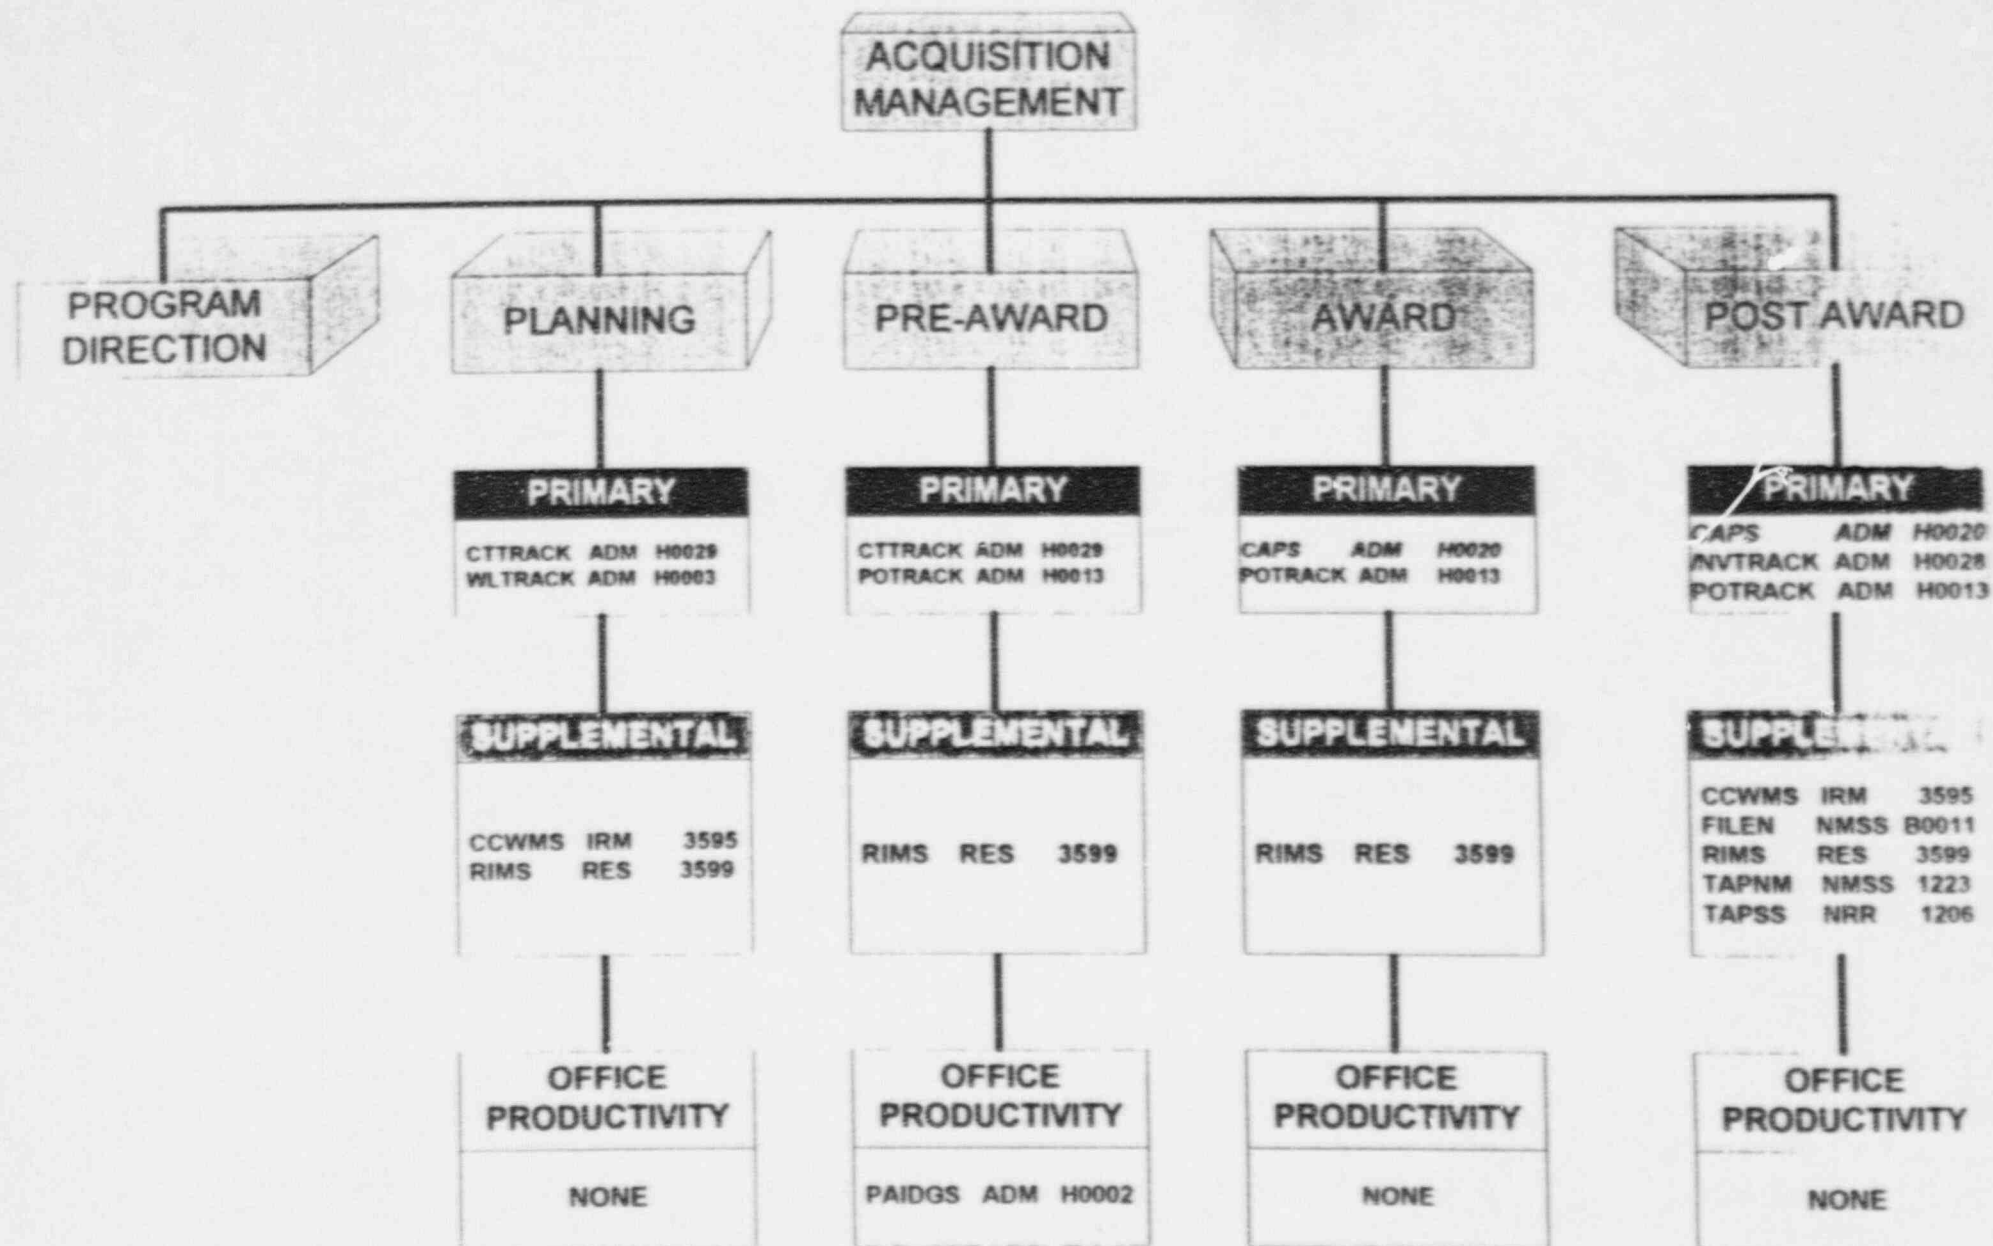 ACQUISITION
MANAGEMENT
PROGRAM
DIRECTION
PLANNING
PRE-AWARD
AWARD
POST AWARD
PRIMARY
CTTRACK ADM H0029
WLTRACK ADM H0003
SUPPLEMENTAL
CCWMS IRM 3595
RIMS RES 3599
OFFICE
PRODUCTIVITY
NONE
PRIMARY
CTTRACK ADM H0029
POTRACK ADM H0013
SUPPLEMENTAL
RIMS RES 3599
OFFICE
PRODUCTIVITY
PAIDGS ADM H0002
PRIMARY
CAPS ADM H0020
POTRACK ADM H0013
SUPPLEMENTAL
RIMS RES 3599
OFFICE
PRODUCTIVITY
NONE
PRIMARY
CAPS ADM H0020
INVTRACK ADM H0028
POTRACK ADM H0013
CCWMS IRM 3595
FILEN NMSS B0011
RIMS RES 3599
TAPNM NMSS 1223
TAPSS NRR 1206
OFFICE
PRODUCTIVITY
NONE